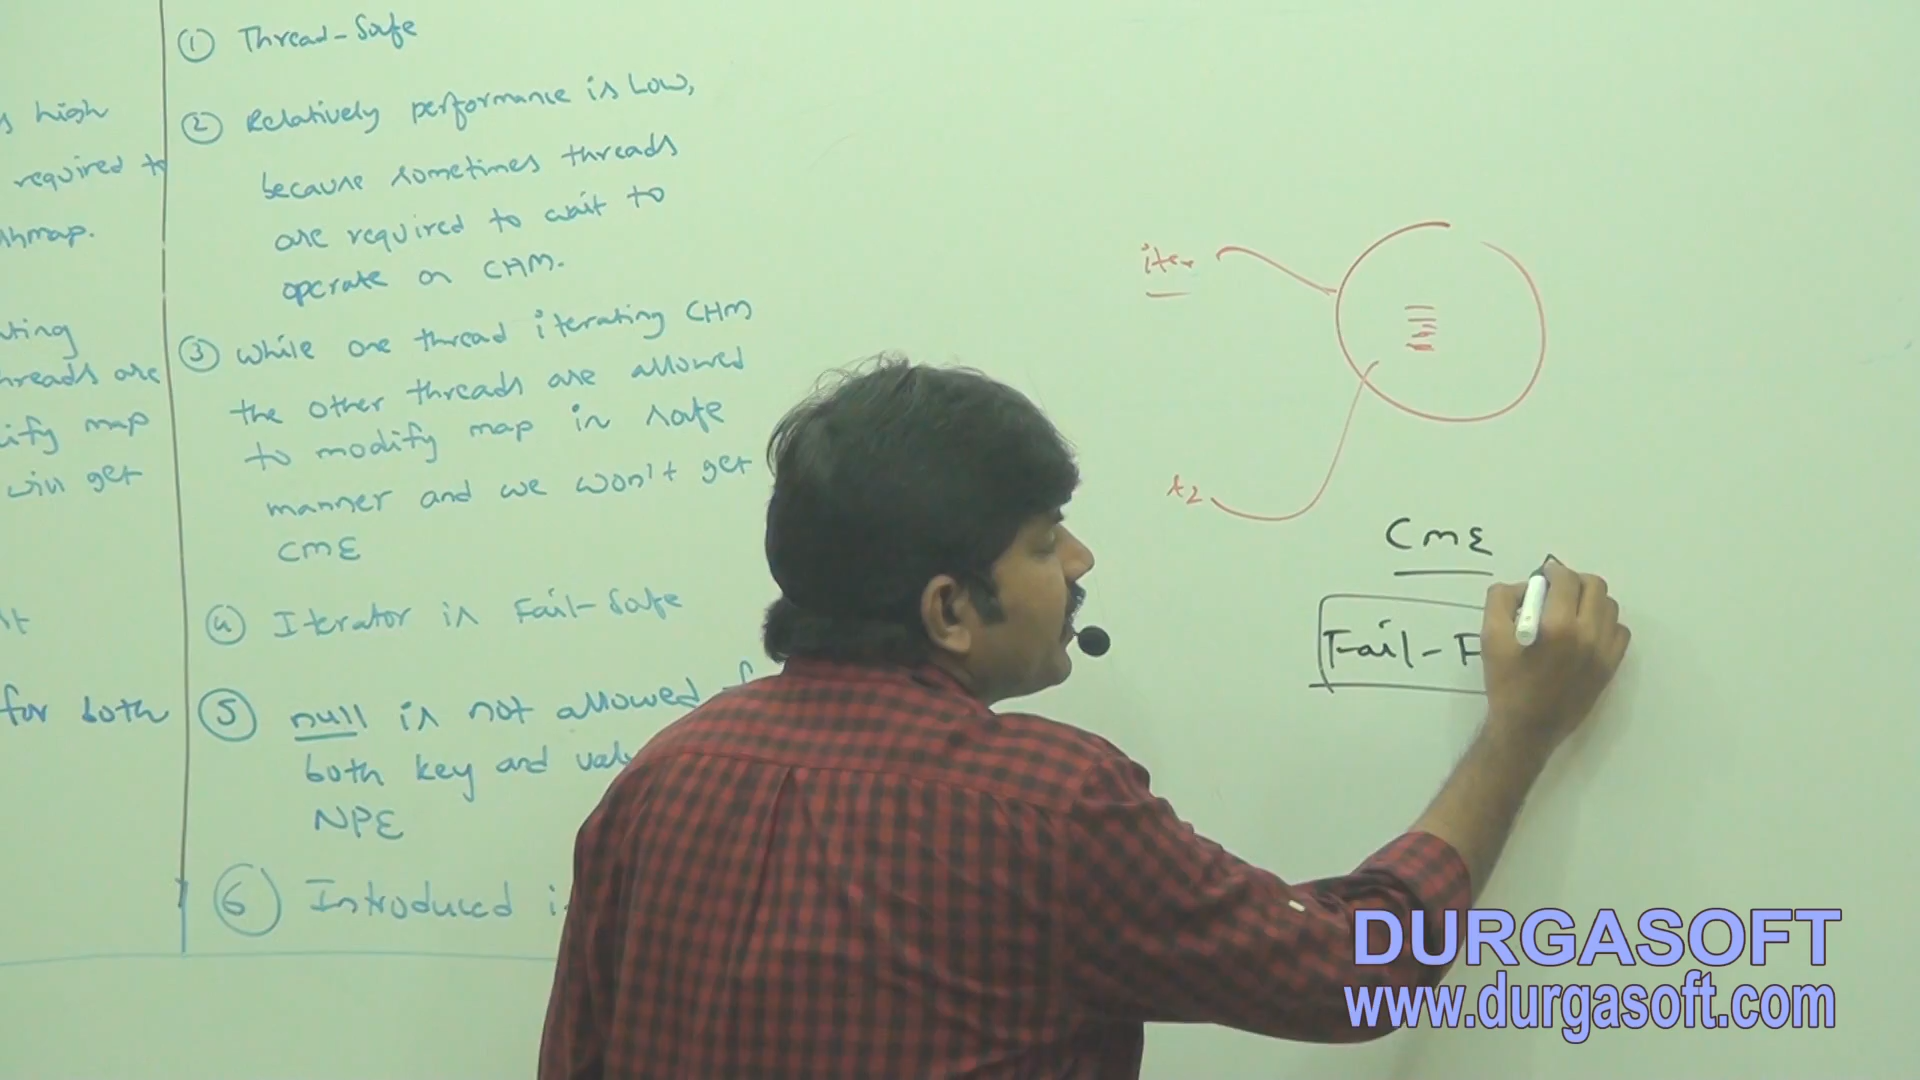 s high
required to
hmap.
ting
hreads are
ify map
will get
for both
① Thread-Safe
② Relatively performance is Low,
because sometimes threads
are required to wait to
operate on CHM.
③ While one thread iterating CHM
the other threads are allowed
to modify map in safe
manner and we won't get
CME
④ Iterator is Fail-Safe
⑤ null is not allowed f
both key and valu
NPE
⑥ Introduced i
iter
t2
CME
Fail-F
DURGASOFT
www.durgasoft.com